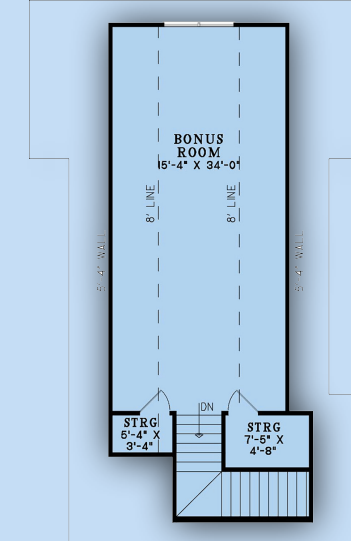 BONUS
ROOM
15'-4" X 34'-0"
8' LINE
8' LINE
5'-4" WALL
5'-4" WALL
DN
STRG
5'-4" X
3'-4"
STRG
7'-5" X
4'-8"